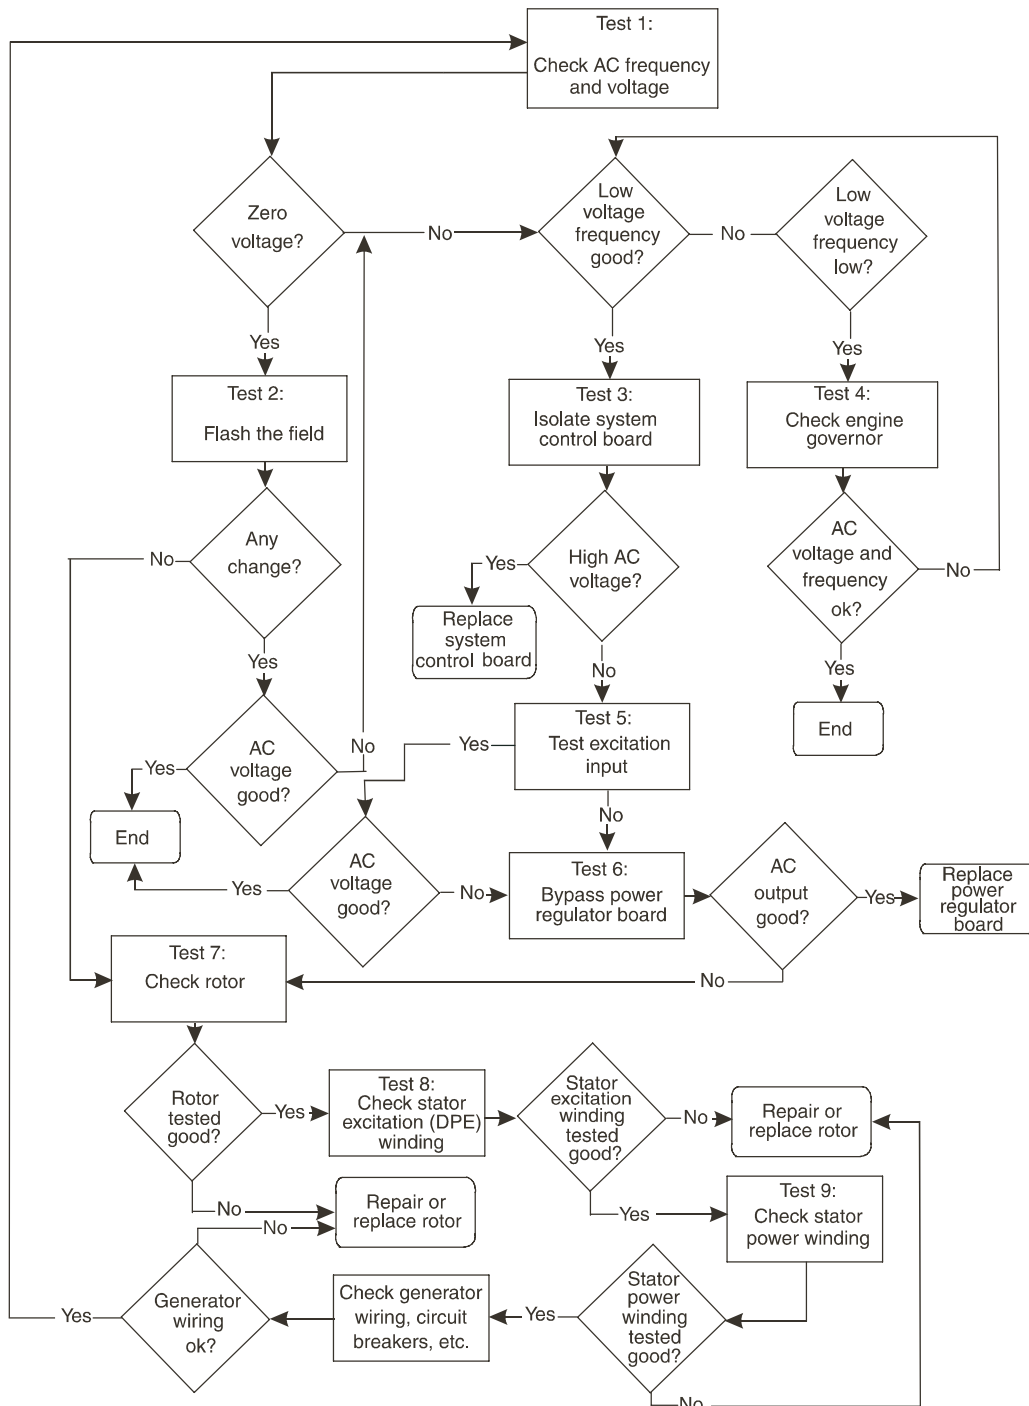 Test 1:
Check AC frequency
and voltage
Zero
voltage?
No
Low
voltage
frequency
good?
No
Low
voltage
frequency
low?
Yes
Yes
Yes
Test 2:
Flash the field
Test 3:
Isolate system
control board
Test 4:
Check engine
governor
Any
change?
No
High AC
voltage?
Yes
AC
voltage and
frequency
ok?
No
Replace
system
control board
Yes
No
Yes
End
AC
voltage
good?
Yes
No
Test 5:
Test excitation
input
Yes
No
End
AC
voltage
good?
Yes
No
Test 6:
Bypass power
regulator board
AC
output
good?
Yes
Replace
power
regulator
board
No
Test 7:
Check rotor
Rotor
tested
good?
Yes
Test 8:
Check stator
excitation (DPE)
winding
Stator
excitation
winding
tested
good?
No
Repair or
replace rotor
No
Repair or
replace rotor
Yes
Test 9:
Check stator
power winding
No
Generator
wiring
ok?
Yes
Check generator
wiring, circuit
breakers, etc.
Yes
Stator
power
winding
tested
good?
No